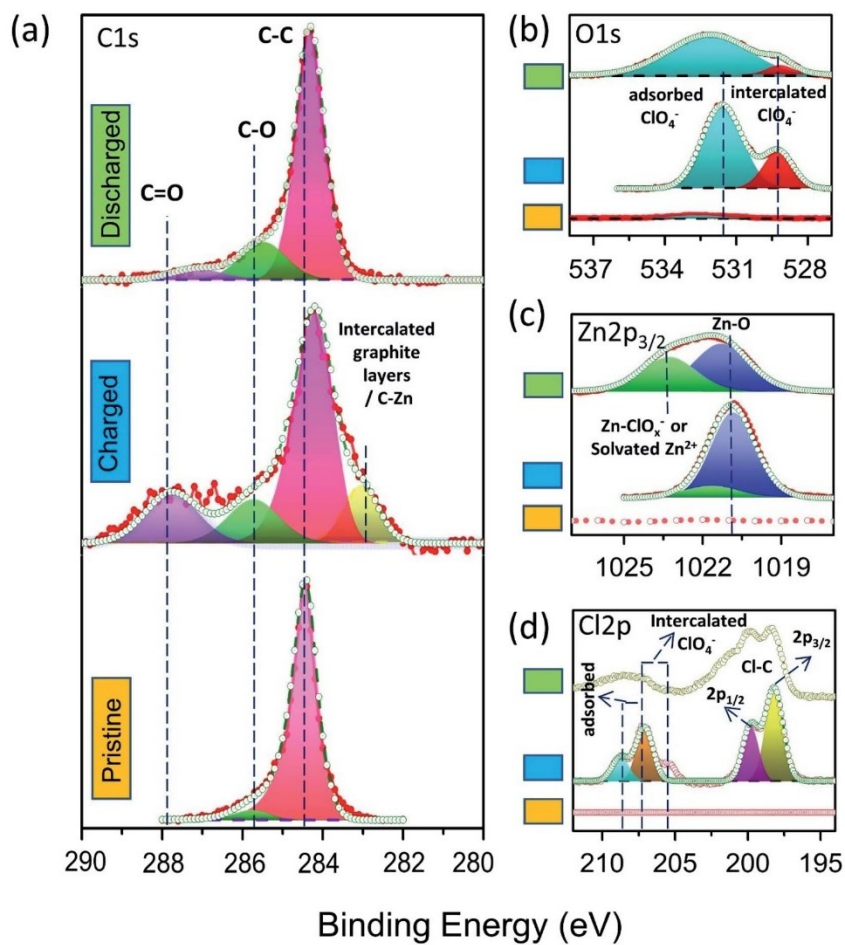 (a)
C1s
C-C
C-O
C=O
Discharged
Intercalated
graphite
layers
/ C-Zn
Charged
Pristine
290 288 286 284 282 280
(b)
O1s
adsorbed
ClO₄⁻
intercalated
ClO₄⁻
537 534 531 528
(c)
Zn2p₃/₂
Zn-O
Zn-ClOₓ⁻ or
Solvated Zn²⁺
1025 1022 1019
(d)
Cl2p
Intercalated
ClO₄⁻
2p₃/₂
Cl-C
2p₁/₂
adsorbed
210 205 200 194
Binding Energy (eV)